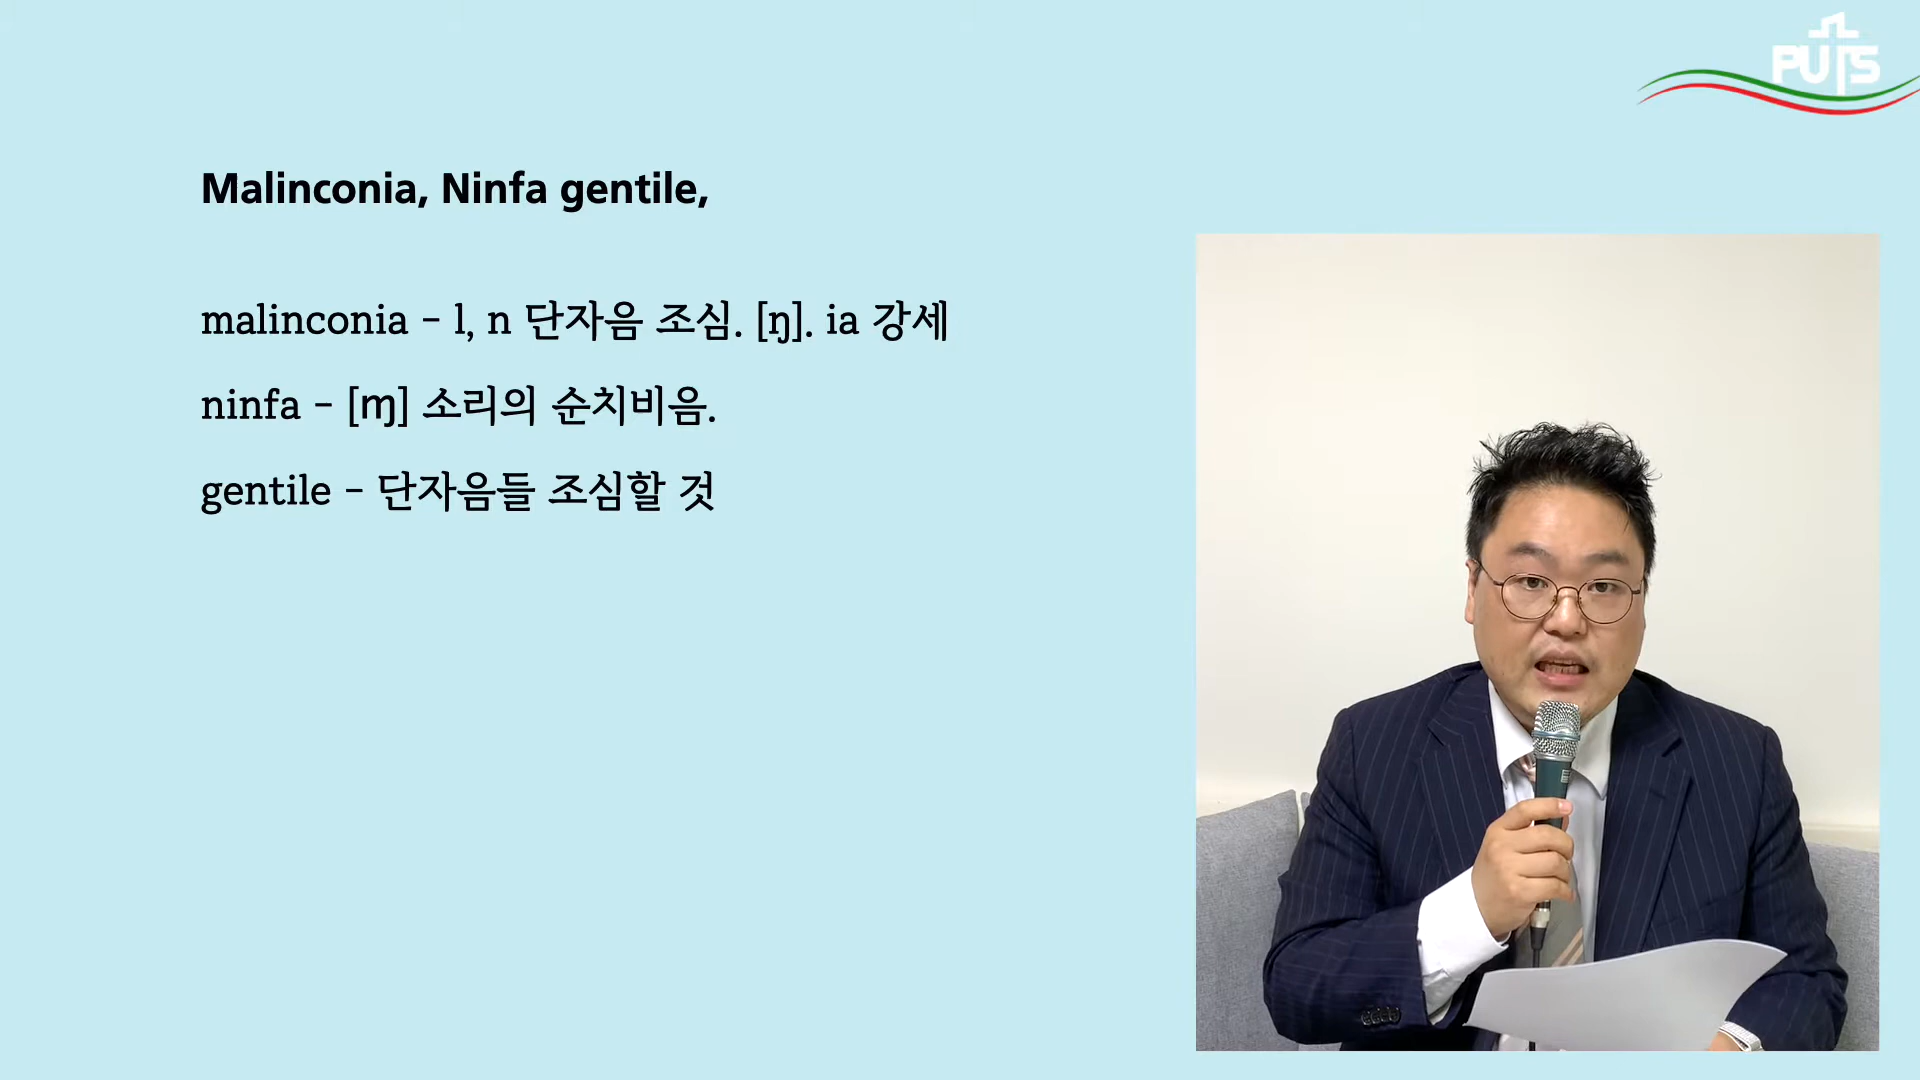 PUTS
Malinconia, Ninfa gentile,
malinconia - l, n 단자음 조심. [ŋ]. ia 강세
ninfa - [ɱ] 소리의 순치비음.
gentile - 단자음들 조심할 것